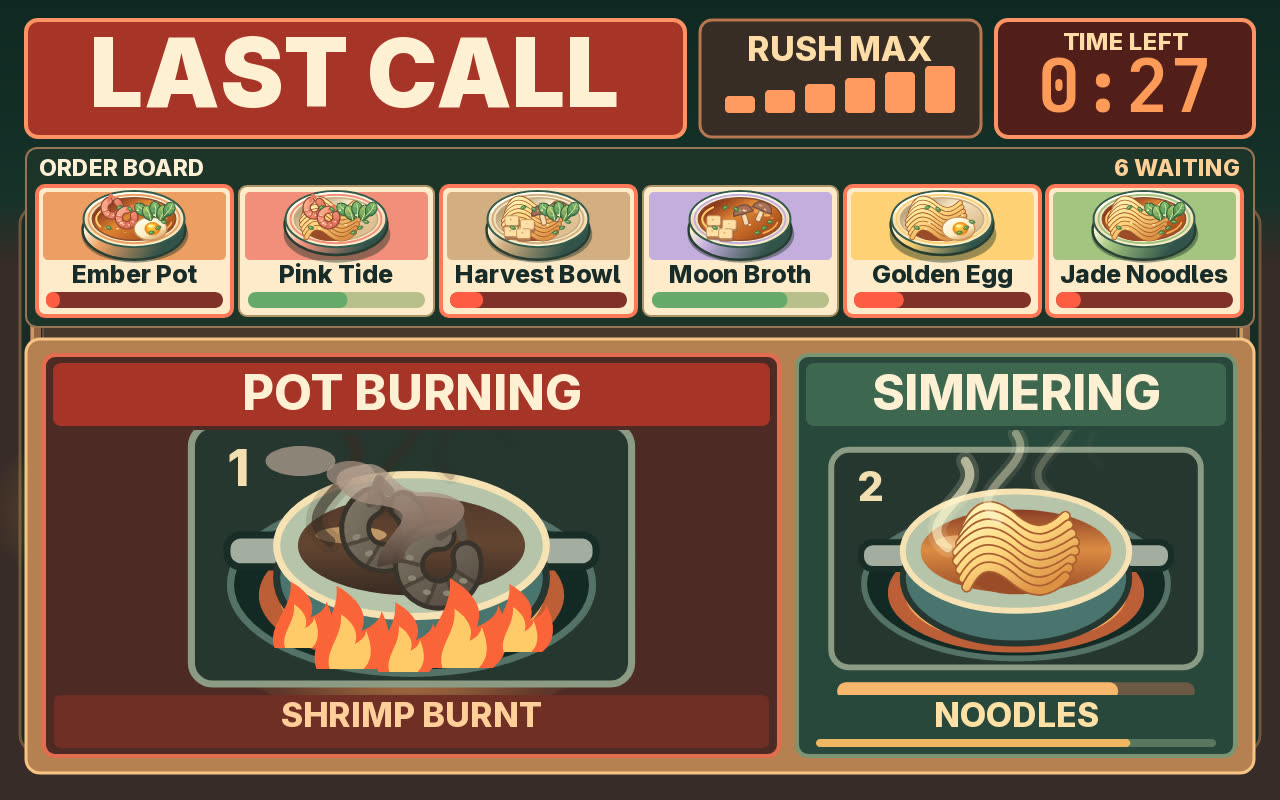 LAST CALL
RUSH MAX
TIME LEFT
0:27
ORDER BOARD
6 WAITING
Ember Pot
Pink Tide
Harvest Bowl
Moon Broth
Golden Egg
Jade Noodles
POT BURNING
1
SHRIMP BURNT
SIMMERING
2
NOODLES